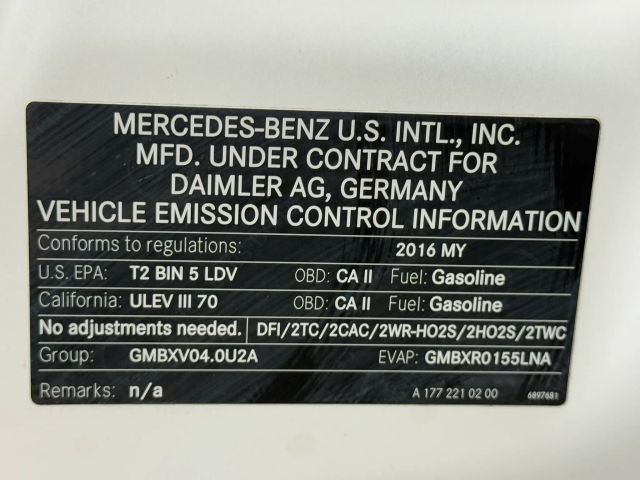 MERCEDES-BENZ U.S. INTL., INC.
MFD. UNDER CONTRACT FOR
DAIMLER AG, GERMANY
VEHICLE EMISSION CONTROL INFORMATION
Conforms to regulations: 2016 MY
U.S. EPA: T2 BIN 5 LDV OBD: CA II Fuel: Gasoline
California: ULEV III 70 OBD: CA II Fuel: Gasoline
No adjustments needed. DFI/2TC/2CAC/2WR-HO2S/2HO2S/2TWC
Group: GMBXV04.0U2A EVAP: GMBXR0155LNA
Remarks: n/a A 177 221 02 00 6897681